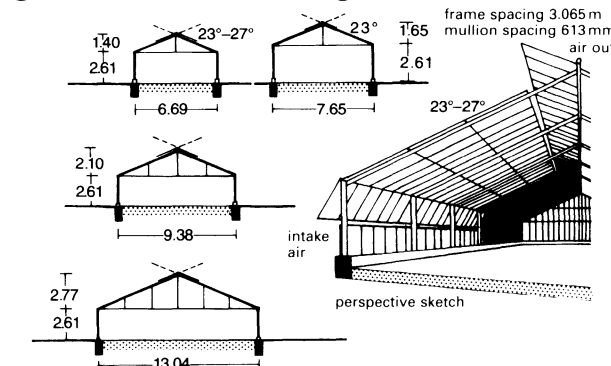 frame spacing 3.065 m
mullion spacing 613 mm
air ou
1.40
2.61
23°–27°
6.69
23°
1.65
2.61
7.65
23°–27°
2.10
2.61
9.38
intake
air
perspective sketch
2.77
2.61
13.04